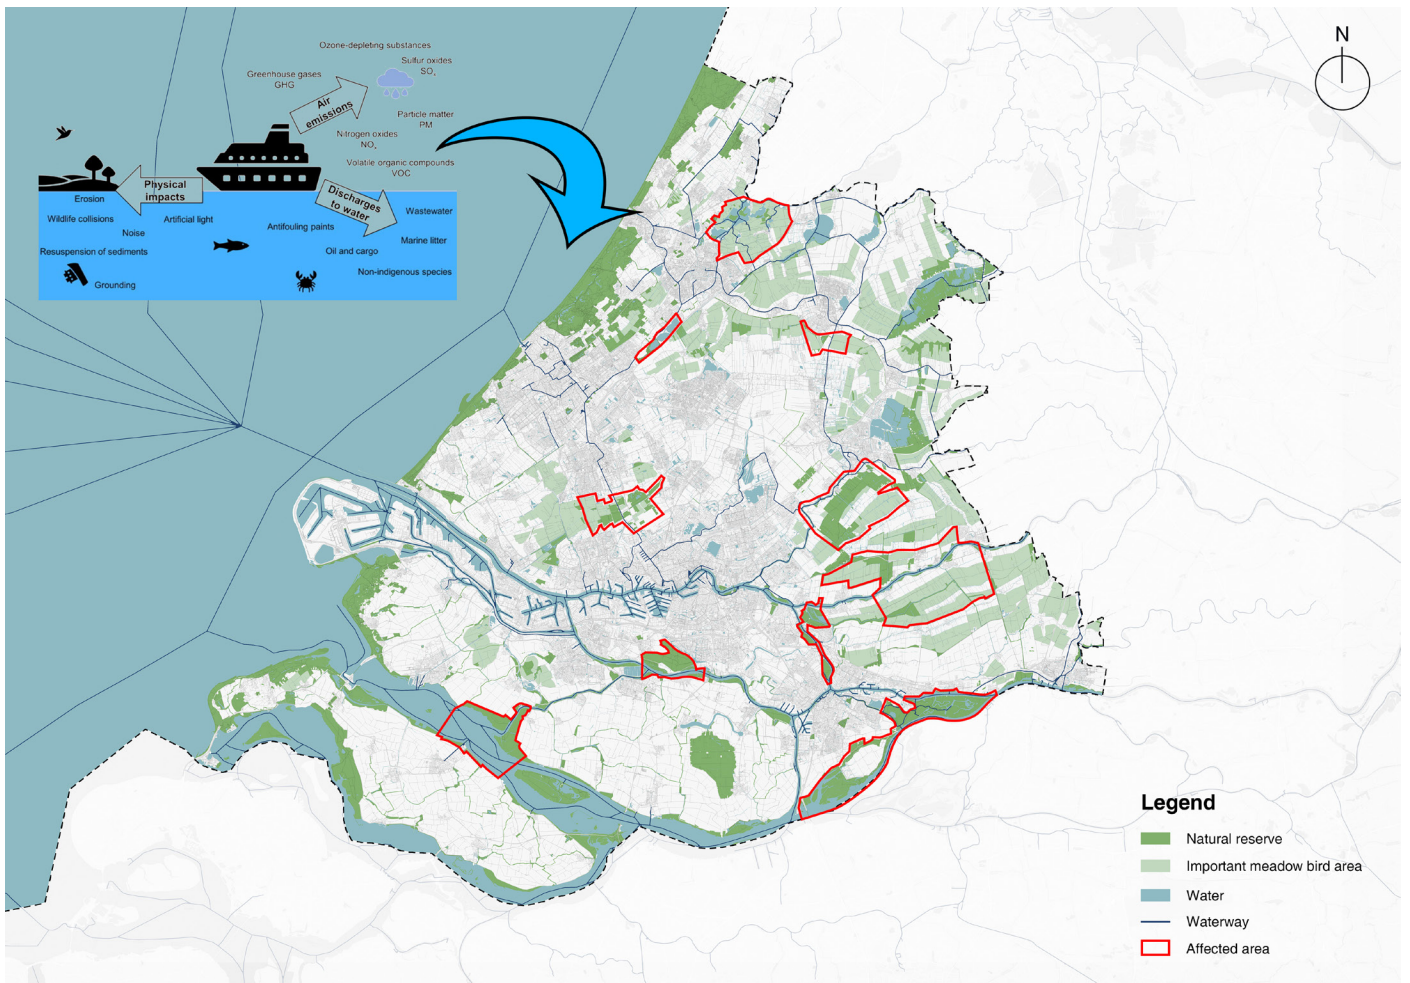 Ozone-depleting substances
Sulfur oxides
SOₓ
Greenhouse gases
GHG
Air
emissions
Particle matter
PM
Nitrogen oxides
NOₓ
Volatile organic compounds
VOC
Physical
impacts
Discharges
to water
Erosion
Wildlife collisions
Noise
Artificial light
Resuspension of sediments
Grounding
Antifouling paints
Oil and cargo
Wastewater
Marine litter
Non-indigenous species
N
Legend
Natural reserve
Important meadow bird area
Water
Waterway
Affected area